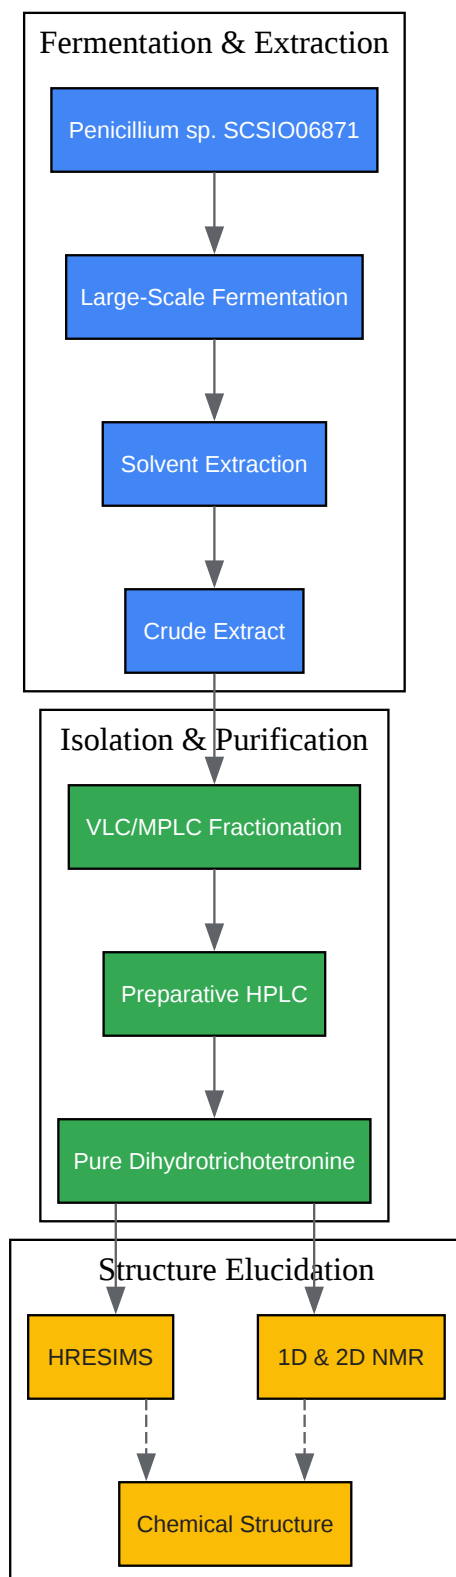 Fermentation & Extraction
Penicillium sp. SCSIO06871
Large-Scale Fermentation
Solvent Extraction
Crude Extract
Isolation & Purification
VLC/MPLC Fractionation
Preparative HPLC
Pure Dihydrotrichotetronine
Structure Elucidation
HRESIMS
1D & 2D NMR
Chemical Structure